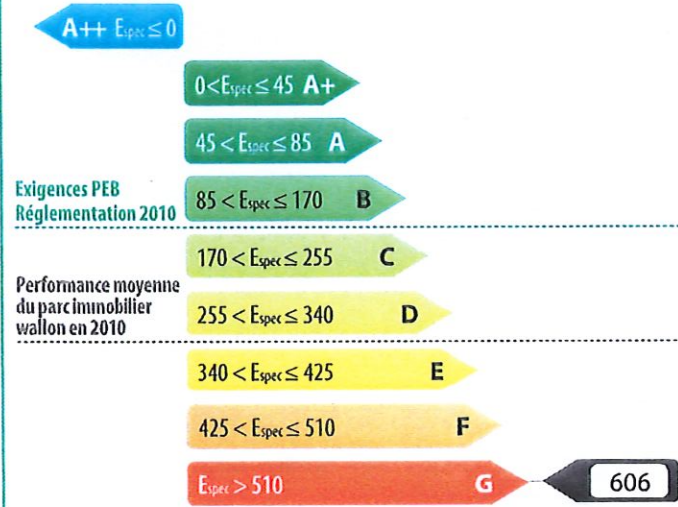 A++ Espec ≤ 0
0 < Espec ≤ 45 A+
45 < Espec ≤ 85 A
Exigences PEB
Réglementation 2010
85 < Espec ≤ 170 B
170 < Espec ≤ 255 C
Performance moyenne
du parc immobilier
wallon en 2010
255 < Espec ≤ 340 D
340 < Espec ≤ 425 E
425 < Espec ≤ 510 F
Espec > 510 G
606